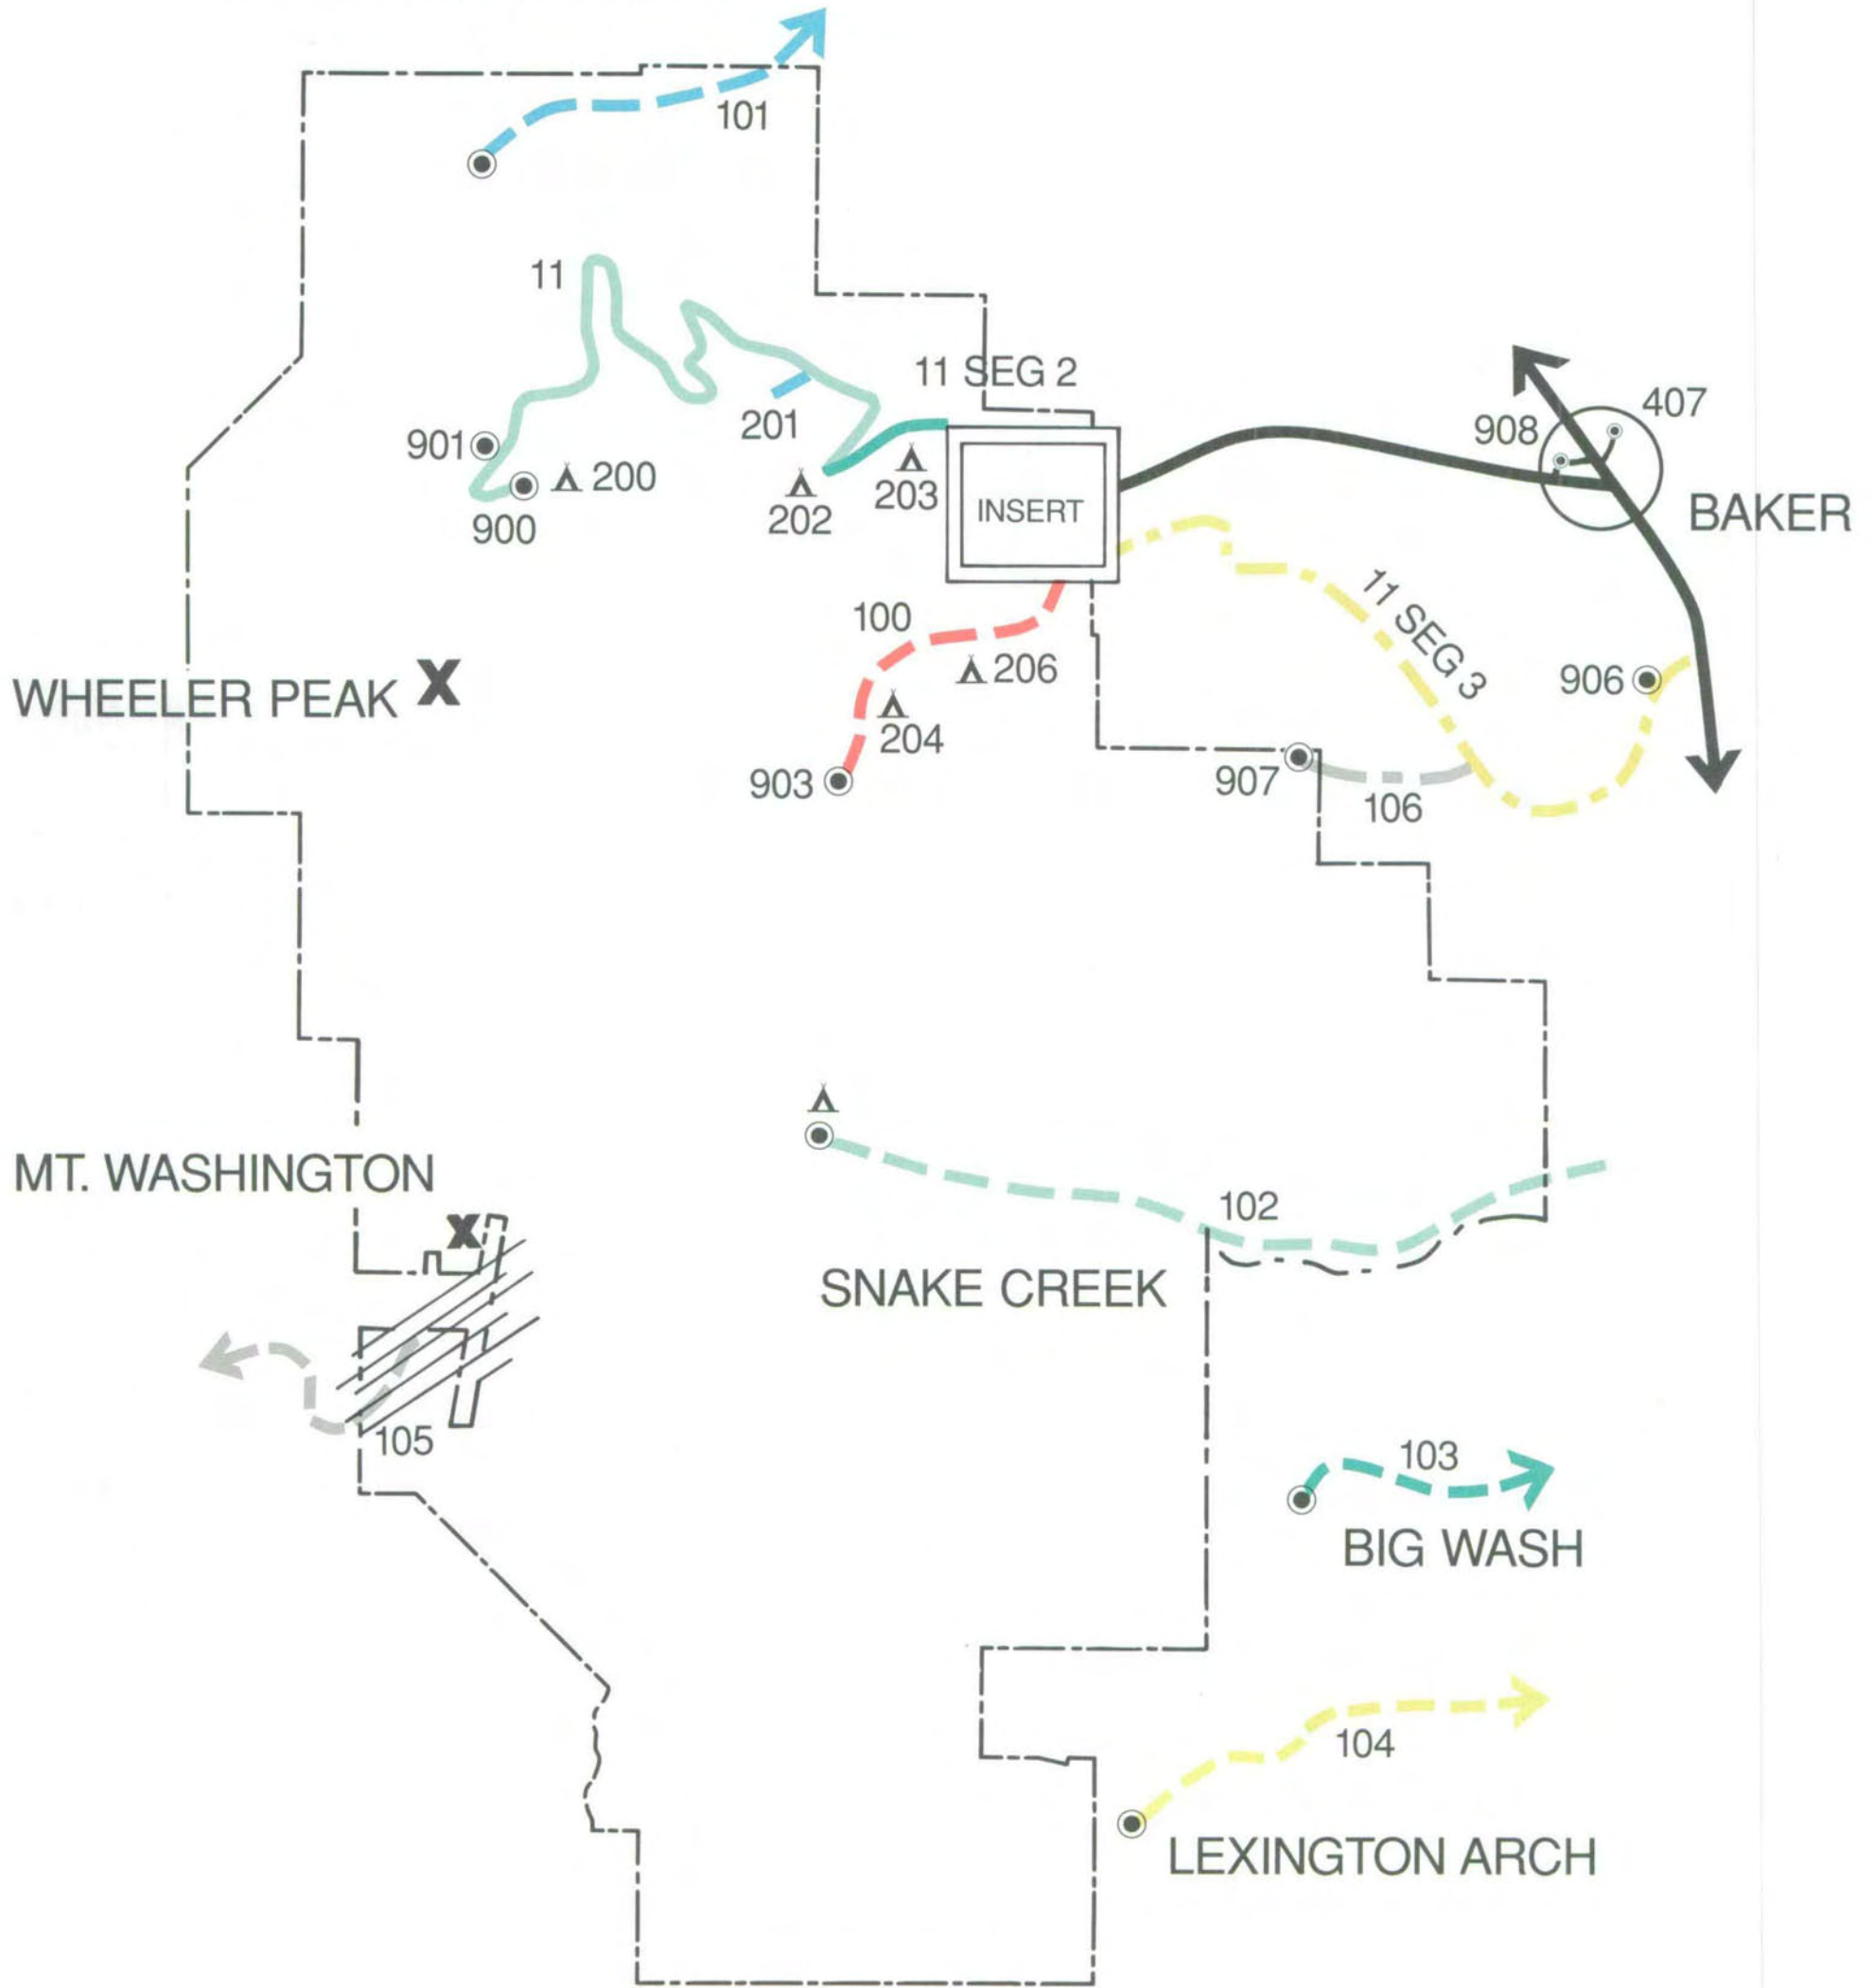 101
11
11 SEG 2
407
908
901
201
200
203
202
900
INSERT
BAKER
11 SEG 3
100
206
WHEELER PEAK X
906
204
903
907
106
MT. WASHINGTON
X
102
SNAKE CREEK
105
103
BIG WASH
104
LEXINGTON ARCH